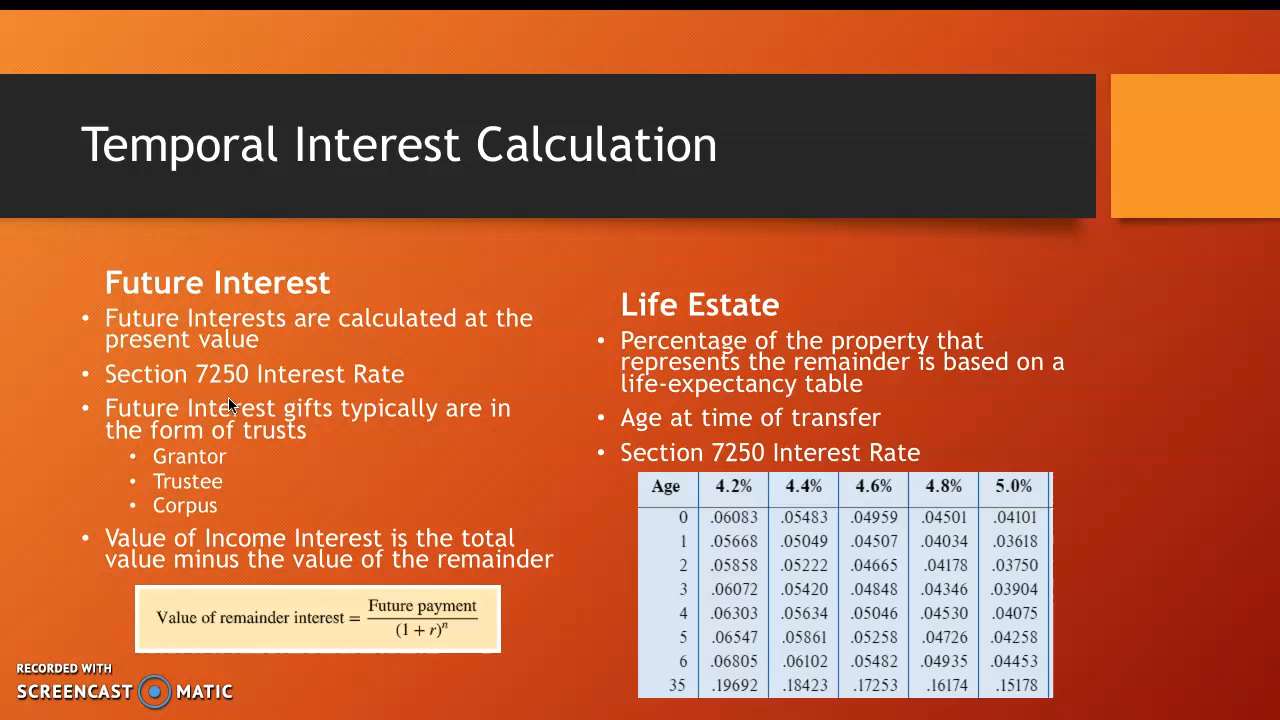 Temporal Interest Calculation
Future Interest
• Future Interests are calculated at the
present value
• Section 7250 Interest Rate
• Future Interest gifts typically are in
the form of trusts
• Grantor
• Trustee
• Corpus
• Value of Income Interest is the total
value minus the value of the remainder
Value of remainder interest = Future payment / (1 + r)^n
Life Estate
• Percentage of the property that
represents the remainder is based on a
life-expectancy table
• Age at time of transfer
• Section 7250 Interest Rate
Age 4.2% 4.4% 4.6% 4.8% 5.0%
0 .06083 .05483 .04959 .04501 .04101
1 .05668 .05049 .04507 .04034 .03618
2 .05858 .05222 .04665 .04178 .03750
3 .06072 .05420 .04848 .04346 .03904
4 .06303 .05634 .05046 .04530 .04075
5 .06547 .05861 .05258 .04726 .04258
6 .06805 .06102 .05482 .04935 .04453
35 .19692 .18423 .17253 .16174 .15178
RECORDED WITH
SCREENCAST MATIC